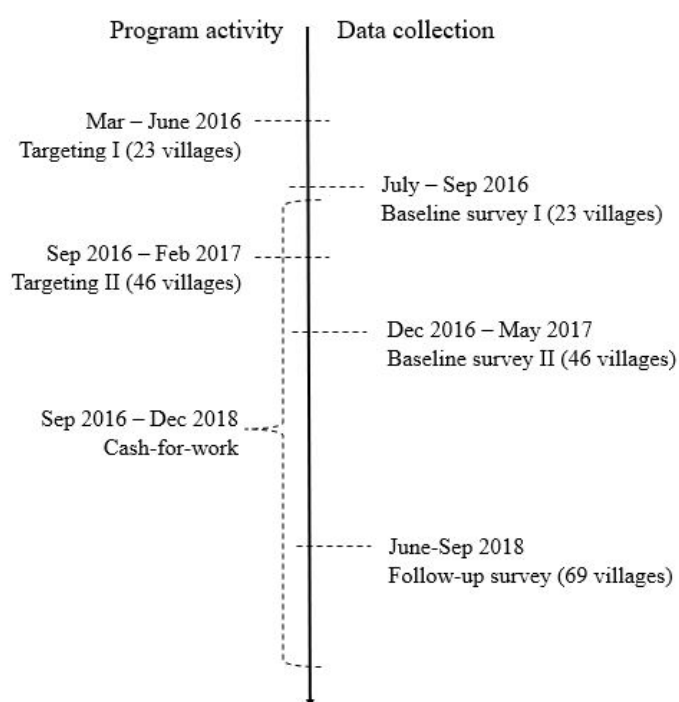 Program activity
Data collection
Mar – June 2016
Targeting I (23 villages)
July – Sep 2016
Baseline survey I (23 villages)
Sep 2016 – Feb 2017
Targeting II (46 villages)
Dec 2016 – May 2017
Baseline survey II (46 villages)
Sep 2016 – Dec 2018
Cash-for-work
June-Sep 2018
Follow-up survey (69 villages)